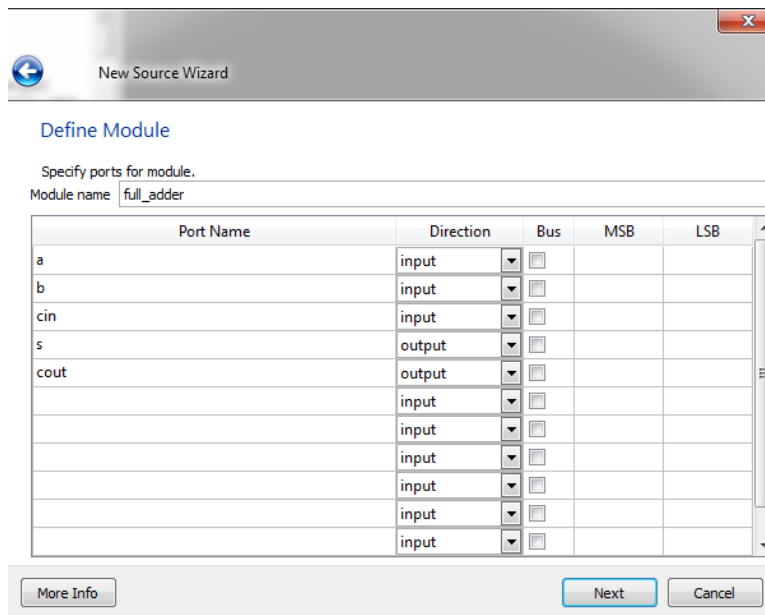 x
New Source Wizard
Define Module
Specify ports for module.
Module name full_adder
Port Name Direction Bus MSB LSB
a input
b input
cin input
s output
cout output
input
input
input
input
input
input
More Info Next Cancel